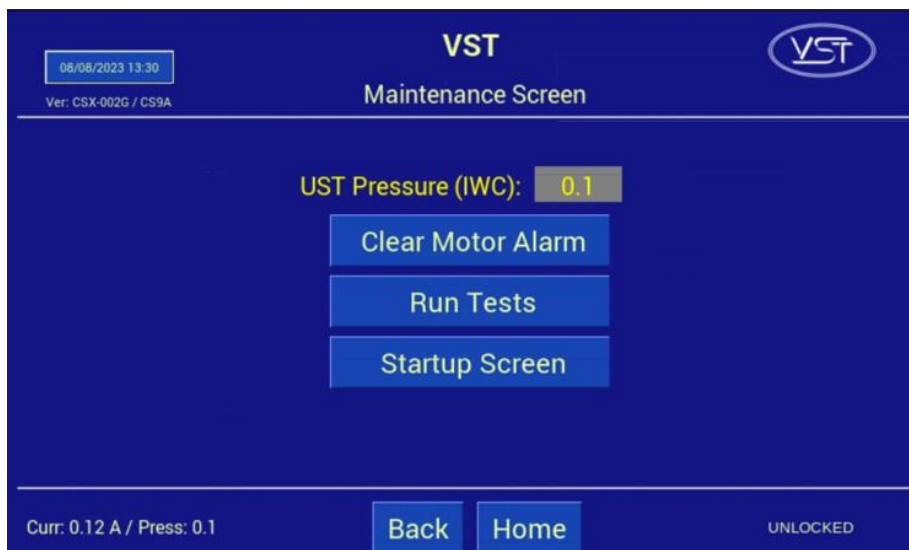 VST
VST
08/08/2023 13:30
Ver: CSX-002G / CS9A
Maintenance Screen
UST Pressure (IWC): 0.1
Clear Motor Alarm
Run Tests
Startup Screen
Curr: 0.12 A / Press: 0.1
Back
Home
UNLOCKED